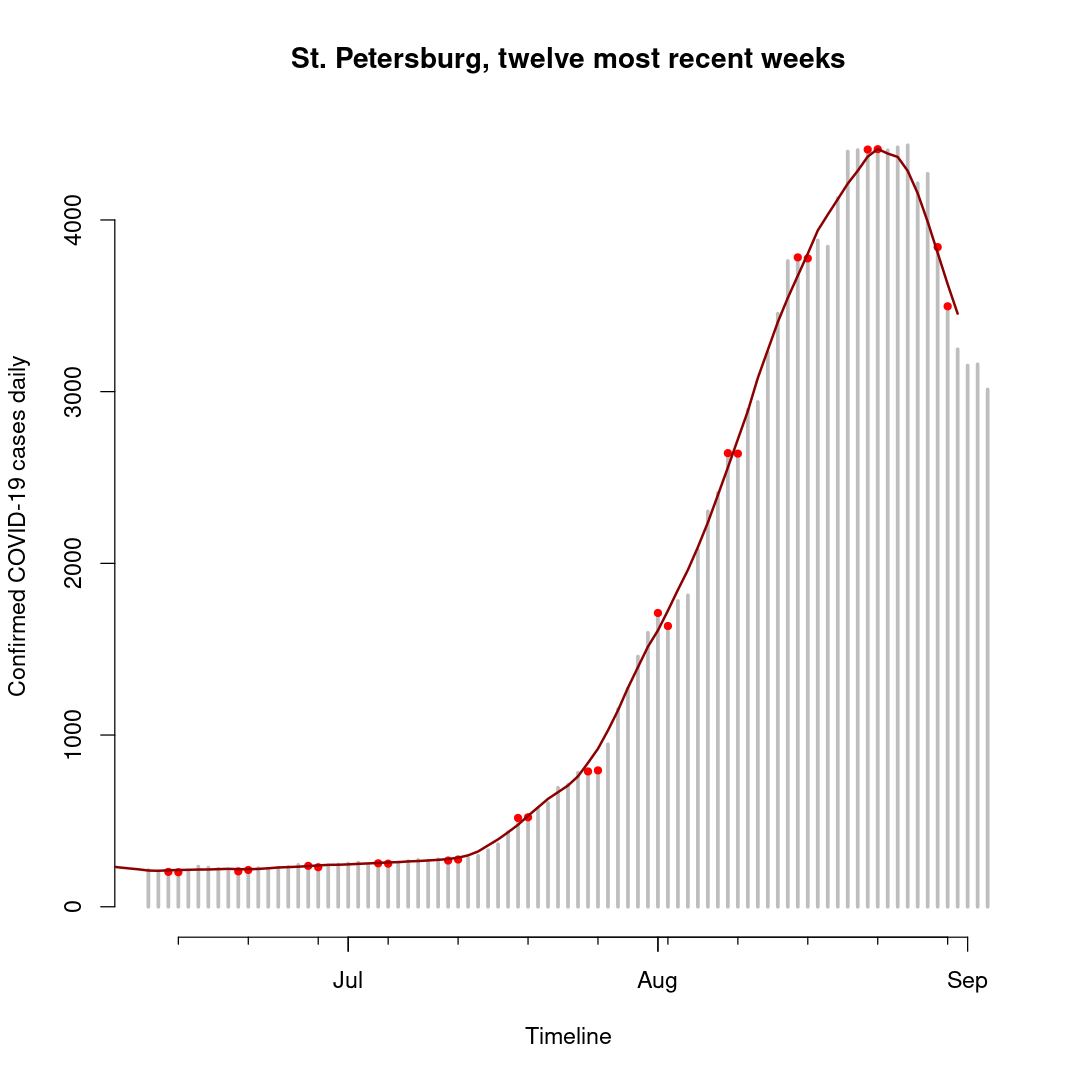 St. Petersburg, twelve most recent weeks
Confirmed COVID-19 cases daily
4000
3000
2000
1000
0
Jul Aug Sep
Timeline